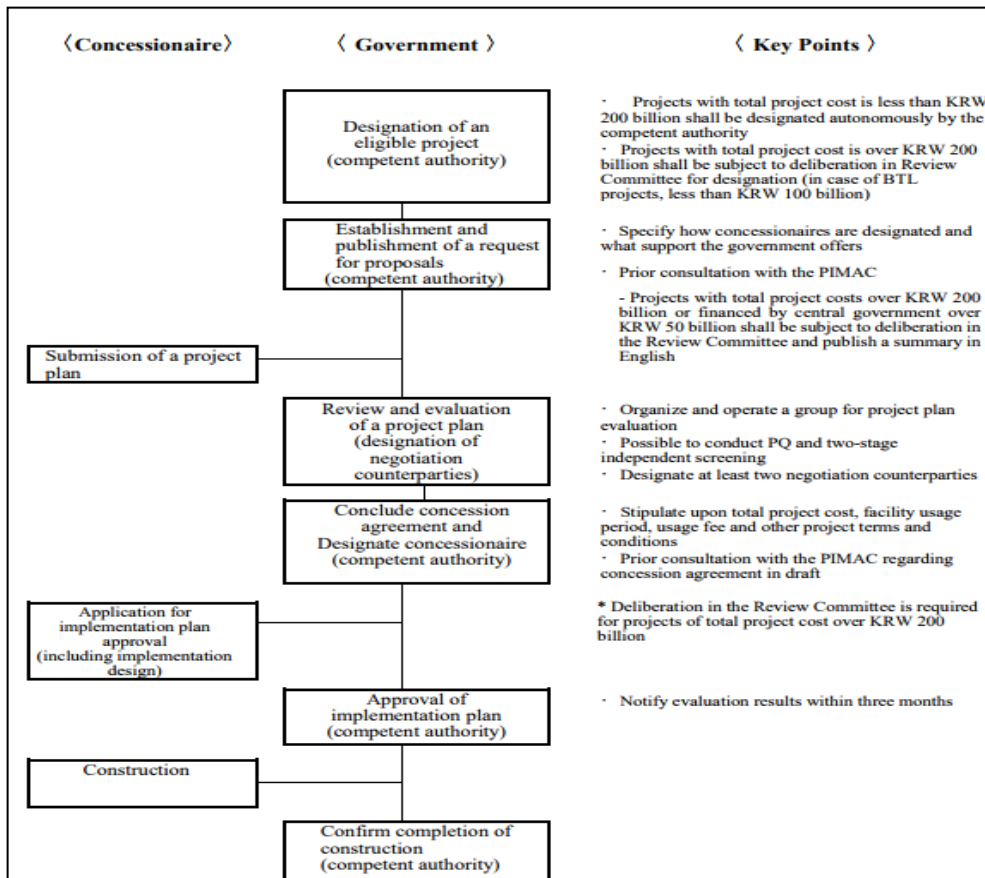 〈Concessionaire〉
〈 Government 〉
〈 Key Points 〉
Designation of an
eligible project
(competent authority)
· Projects with total project cost is less than KRW
200 billion shall be designated autonomously by the
competent authority
· Projects with total project cost is over KRW 200
billion shall be subject to deliberation in Review
Committee for designation (in case of BTL
projects, less than KRW 100 billion)
Establishment and
publishment of a request
for proposals
(competent authority)
· Specify how concessionaires are designated and
what support the government offers
· Prior consultation with the PIMAC
- Projects with total project costs over KRW 200
billion or financed by central government over
KRW 50 billion shall be subject to deliberation in
the Review Committee and publish a summary in
English
Submission of a project
plan
Review and evaluation
of a project plan
(designation of
negotiation
counterparties)
· Organize and operate a group for project plan
evaluation
· Possible to conduct PQ and two-stage
independent screening
· Designate at least two negotiation counterparties
Conclude concession
agreement and
Designate concessionaire
(competent authority)
· Stipulate upon total project cost, facility usage
period, usage fee and other project terms and
conditions
· Prior consultation with the PIMAC regarding
concession agreement in draft
Application for
implementation plan
approval
(including implementation
design)
* Deliberation in the Review Committee is required
for projects of total project cost over KRW 200
billion
Approval of
implementation plan
(competent authority)
· Notify evaluation results within three months
Construction
Confirm completion of
construction
(competent authority)